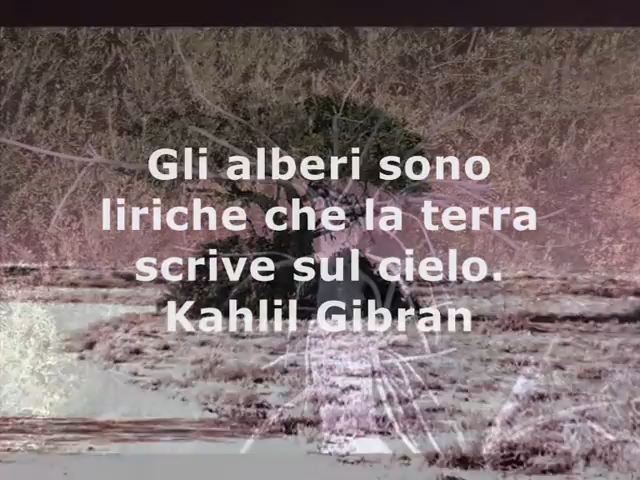 Gli alberi sono
liriche che la terra
scrive sul cielo.
Kahlil Gibran